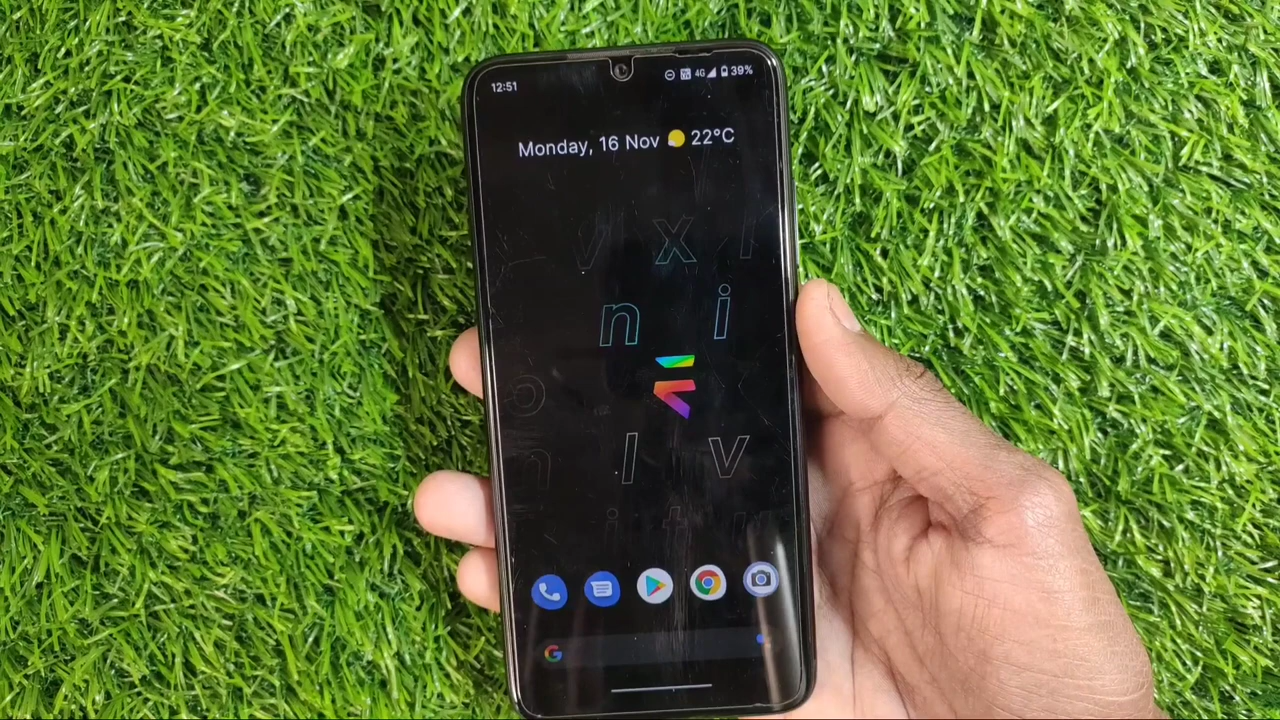 12:51
4G 39%
Monday, 16 Nov 22°C
v x i
n i
o
n l v
i t
G